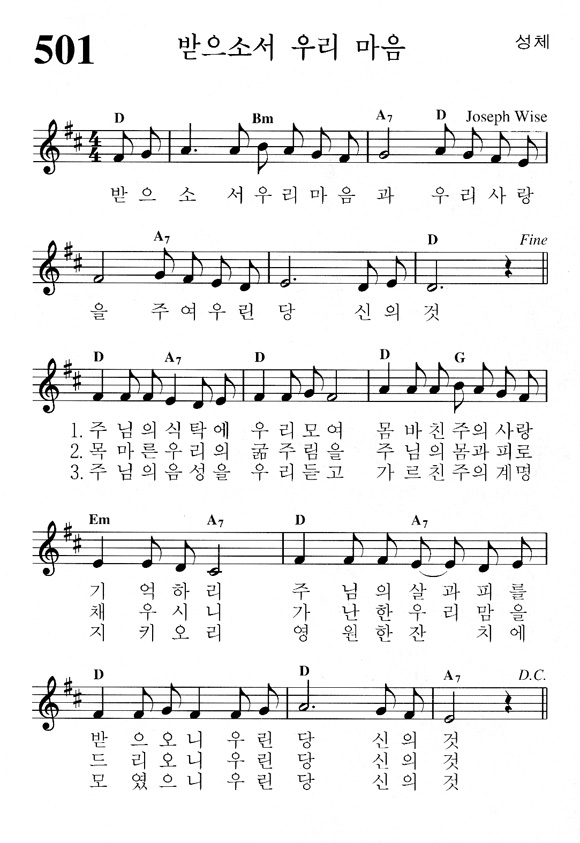 501 받으소서 우리 마음 성체
Joseph Wise
D Bm A7 D
4 4
받 으 소 서우리마음 과 우리사랑
A7 D Fine
을 주여우린당 신의것
D A7 D D G
1. 주님의식탁에 우리모여 몸바친주의사랑
2. 목마른우리의 굶주림을 주님의몸과피로
3. 주님의음성을 우리듣고 가르친주의계명
Em A7 D A7
기 억하리 주 님의살과피를
채 우시니 가 난한우리맘을
지 키오리 영 원한잔 치에
D D A7 D.C.
받 으오니우린당 신의것
드 리오니우린당 신의것
모 였으니우린당 신의것